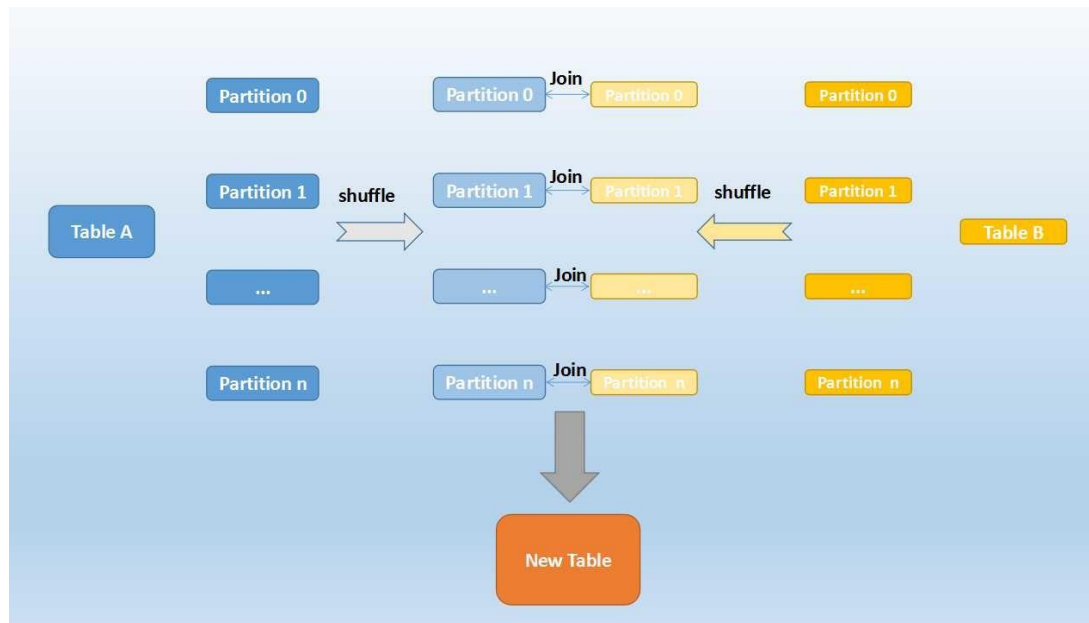 Join
Partition 0
Partition 0
Partition 0
Partition 0
Join
Partition 1
shuffle
Partition 1
Partition 1
shuffle
Partition 1
Table A
Table B
Join
...
...
...
...
Join
Partition n
Partition n
Partition n
Partition n
New Table